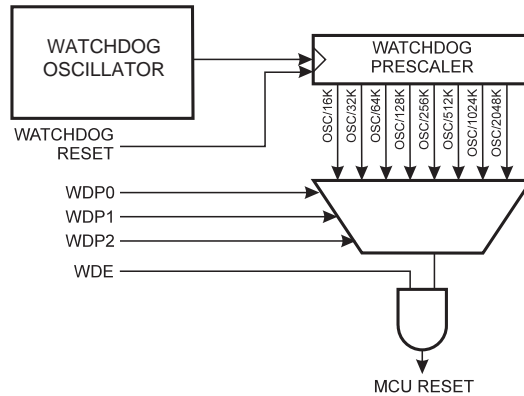 WATCHDOG
OSCILLATOR
WATCHDOG
PRESCALER
WATCHDOG
RESET
OSC/16K
OSC/32K
OSC/64K
OSC/128K
OSC/256K
OSC/512K
OSC/1024K
OSC/2048K
WDP0
WDP1
WDP2
WDE
MCU RESET